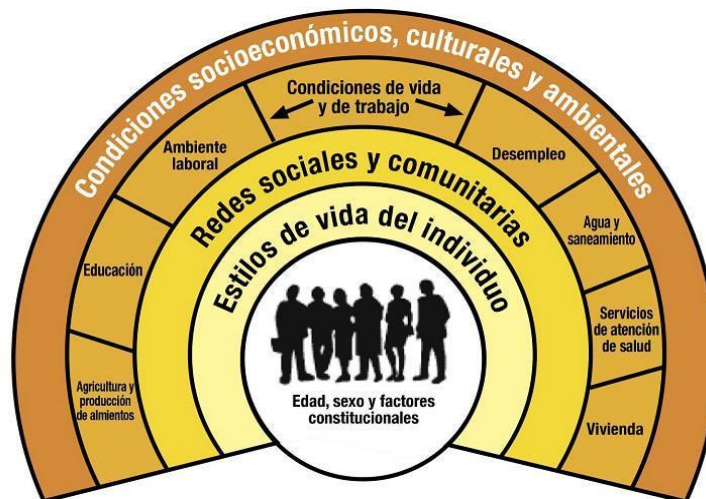 Condiciones socioeconómicos, culturales y ambientales
Condiciones de vida
y de trabajo
Ambiente
laboral
Desempleo
Redes sociales y comunitarias
Agua y
saneamiento
Educación
Estilos de vida del individuo
Servicios
de atención
de salud
Agricultura y
producción
de almientos
Edad, sexo y factores
constitucionales
Vivienda